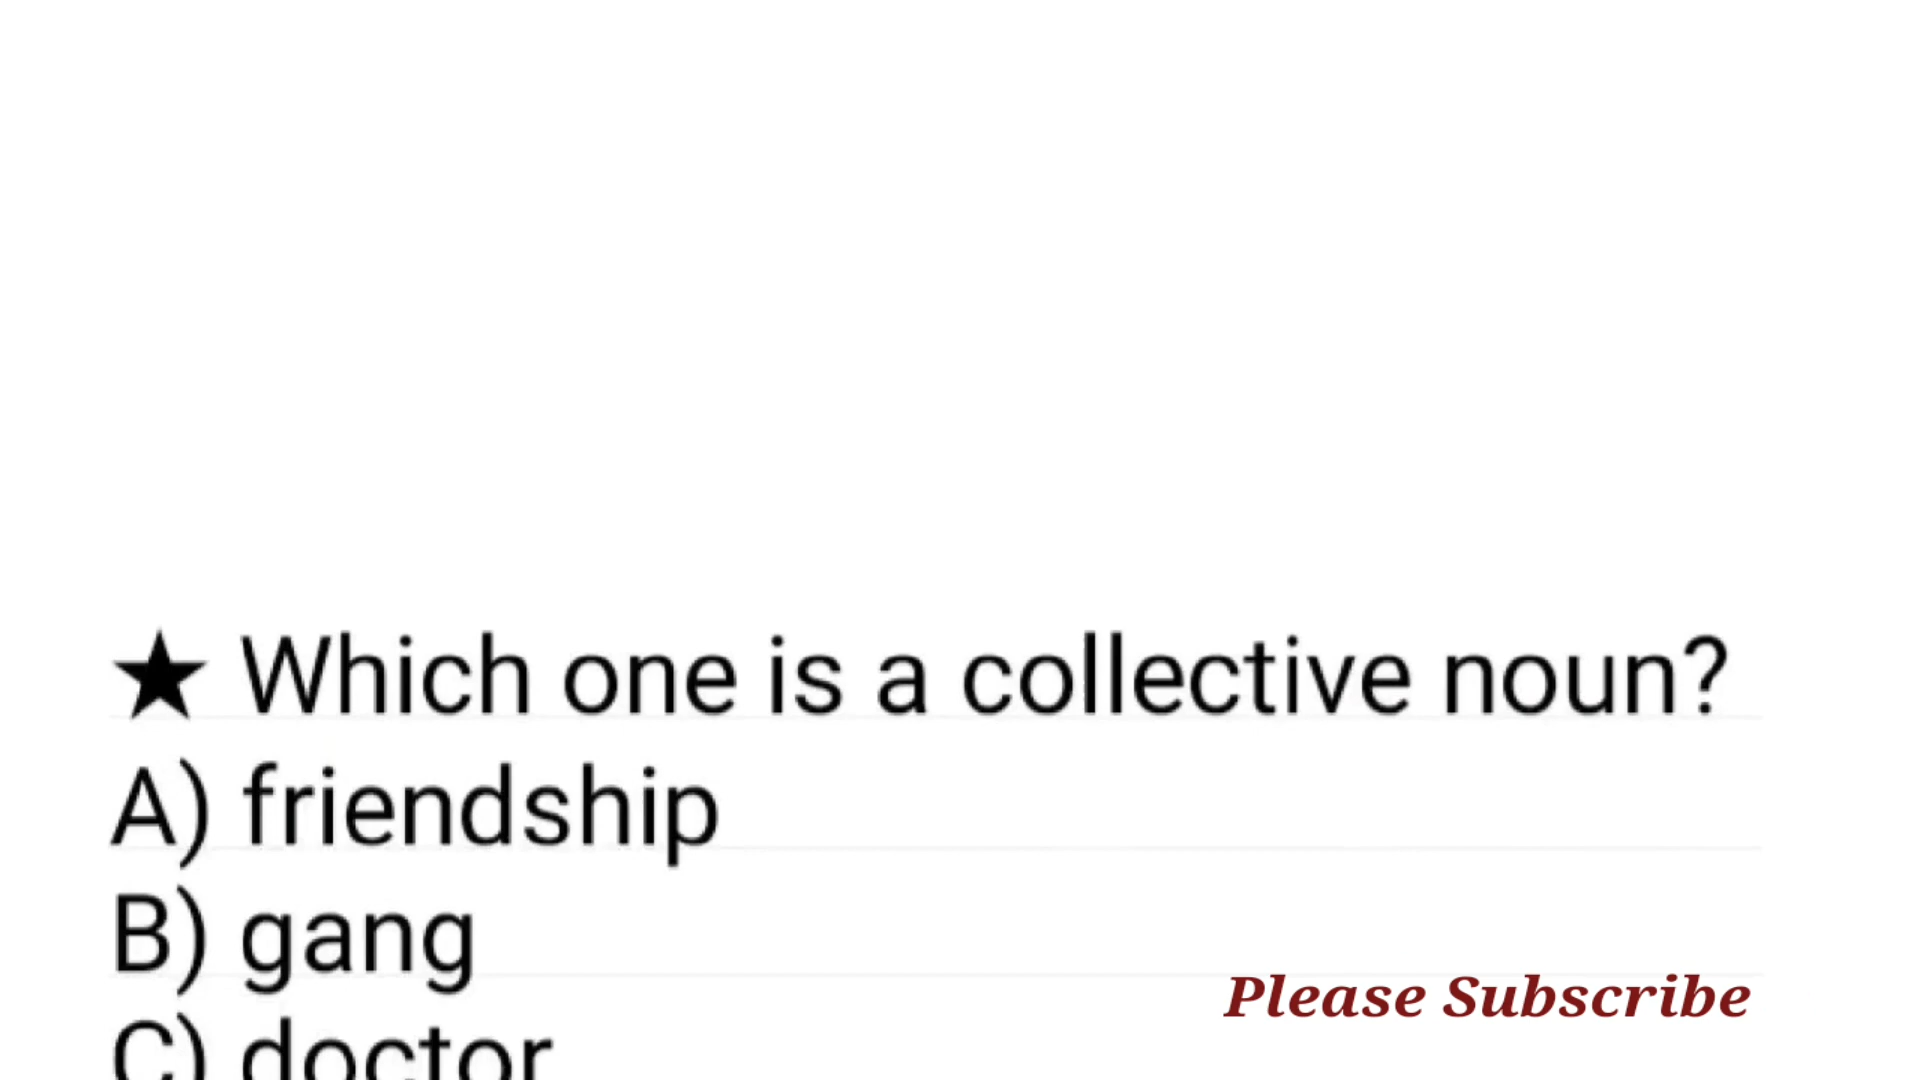 ★ Which one is a collective noun?
A) friendship
B) gang
Please Subscribe
C) doctor